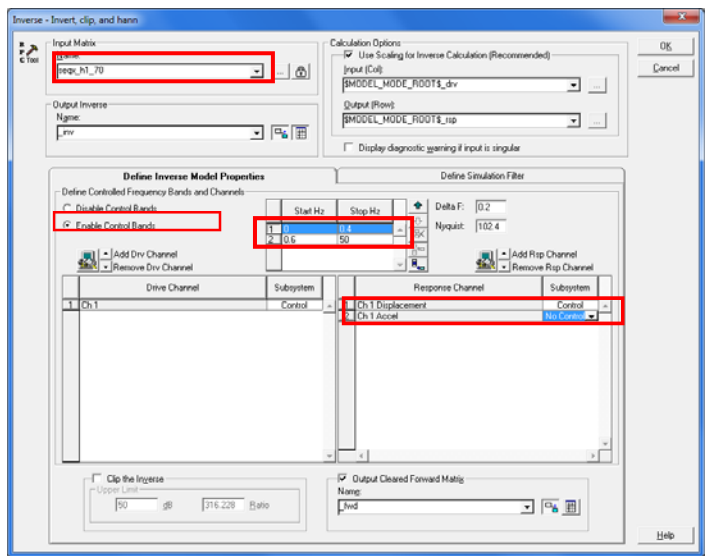 Inverse - Invert, clip, and hann
Input Matrix
Name:
seqx_h1_70
...
Output Inverse
Name:
_inv
Calculation Options
Use Scaling for Inverse Calculation (Recommended)
Input (Col):
$MODEL_MODE_ROOT$_drv
...
Output (Row):
$MODEL_MODE_ROOT$_rsp
...
Display diagnostic warning if input is singular
OK
Cancel
Define Inverse Model Properties
Define Simulation Filter
Define Controlled Frequency Bands and Channels
Disable Control Bands
Enable Control Bands
Start Hz Stop Hz
1 0 0.4
2 0.6 50
Delta F: 0.2
Nyquist: 102.4
Add Drv Channel
Remove Drv Channel
Add Rsp Channel
Remove Rsp Channel
Drive Channel Subsystem
1 Ch 1 Control
Response Channel Subsystem
1 Ch 1 Displacement Control
2 Ch 1 Accel No Control
Clip the Inverse
Upper Limit
50 dB 316.228 Ratio
Output Cleared Forward Matrix
Name:
_fwd
Help